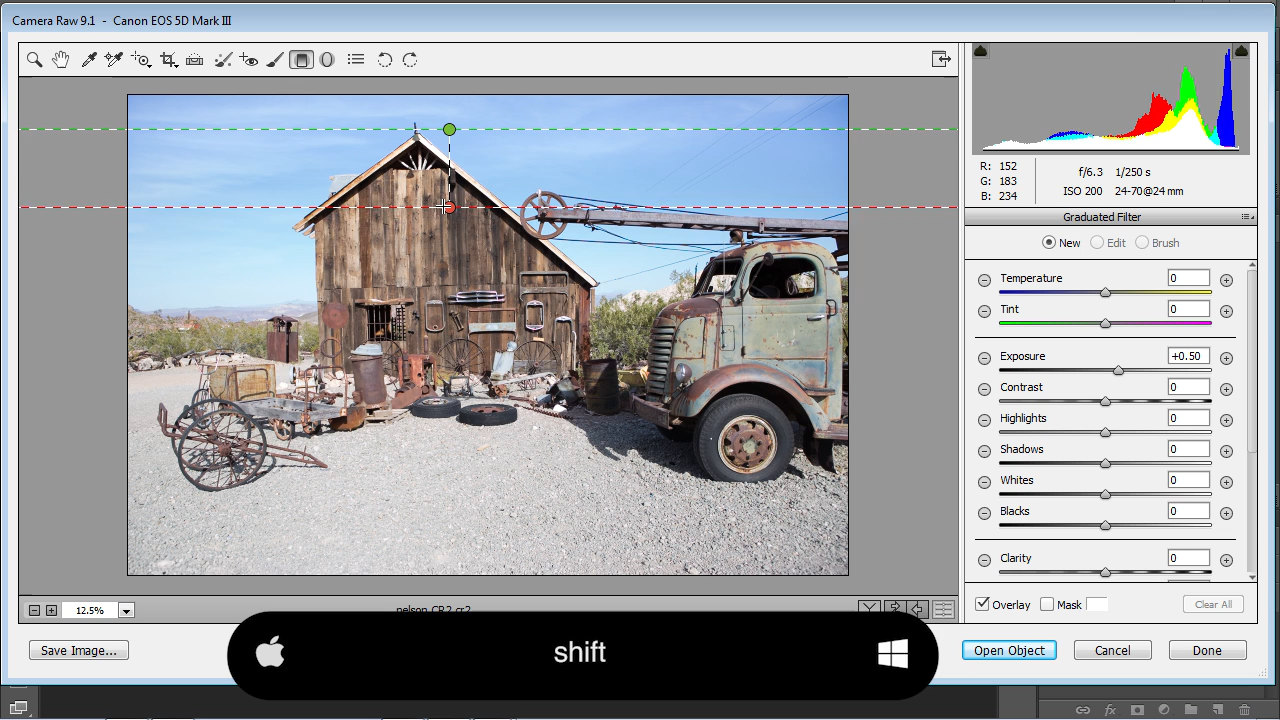 Camera Raw 9.1 - Canon EOS 5D Mark III
R: 152
G: 183
B: 234
f/6.3 1/250 s
ISO 200 24-70@24 mm
Graduated Filter
New Edit Brush
Temperature 0
Tint 0
Exposure +0.50
Contrast 0
Highlights 0
Shadows 0
Whites 0
Blacks 0
Clarity 0
Overlay Mask Clear All
12.5% nelson CR2.cr2 Y
shift
Save Image... Open Object Cancel Done
fx